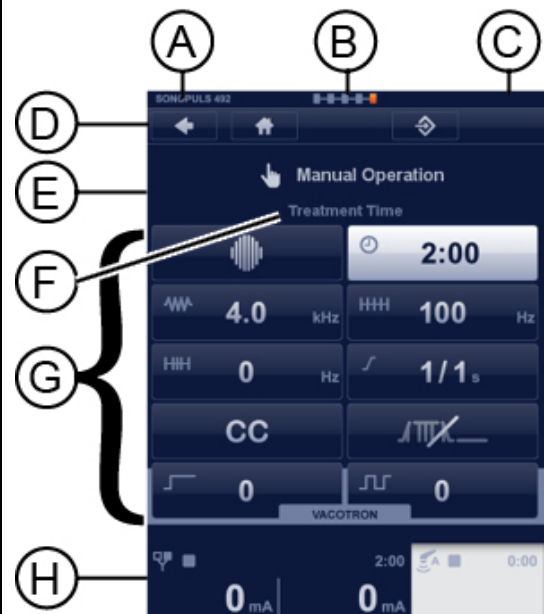 A B C
SONOPULS 492
D
E
Manual Operation
F
Treatment Time
2:00
4.0 kHz 100 Hz
G
0 Hz 1/1 s
CC
0 0
VACOTRON
H
2:00 A 0:00
0 mA 0 mA